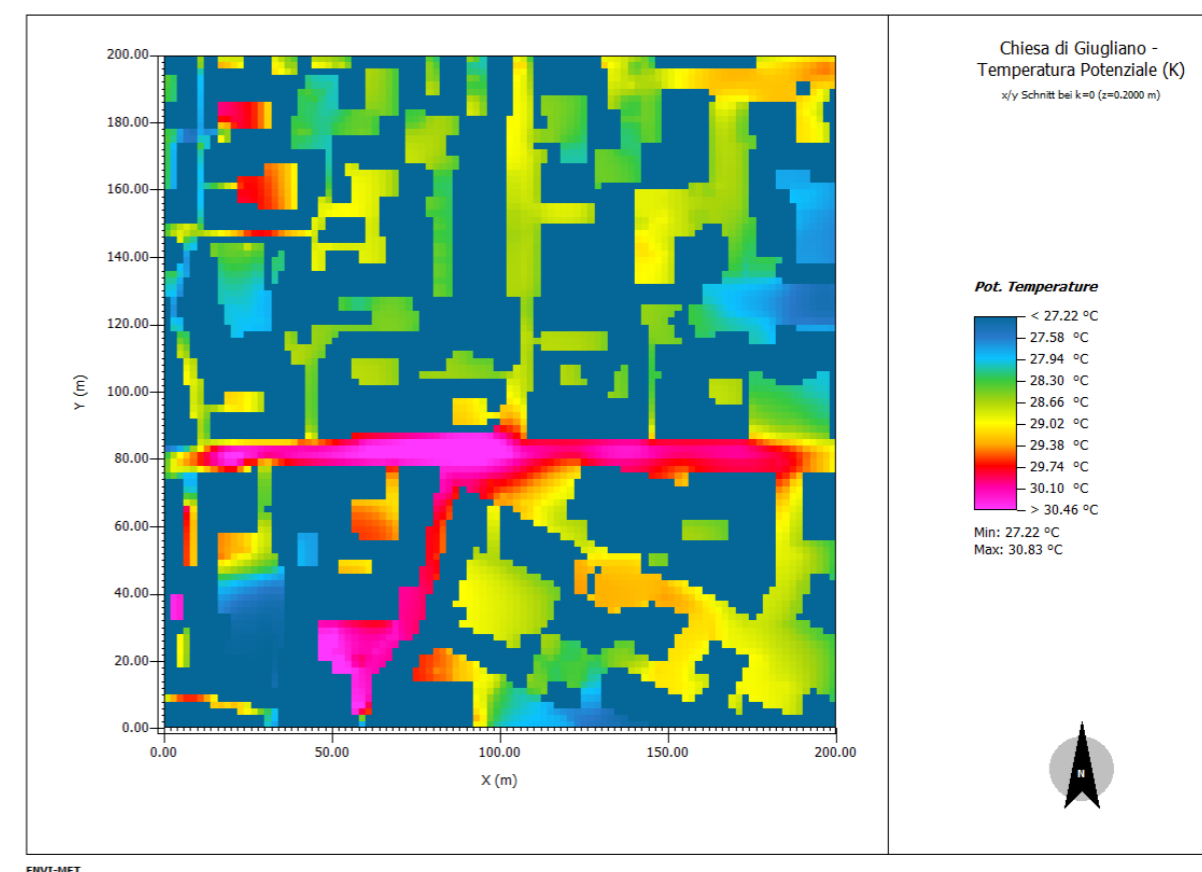 Chiesa di Giugliano -
Temperatura Potenziale (K)
x/y Schnitt bei k=0 (z=0.2000 m)
200.00
180.00
160.00
140.00
120.00
100.00
80.00
60.00
40.00
20.00
0.00
Y (m)
0.00 50.00 100.00 150.00 200.00
X (m)
Pot. Temperature
< 27.22 °C
27.58 °C
27.94 °C
28.30 °C
28.66 °C
29.02 °C
29.38 °C
29.74 °C
30.10 °C
> 30.46 °C
Min: 27.22 °C
Max: 30.83 °C
N
ENVI-MET